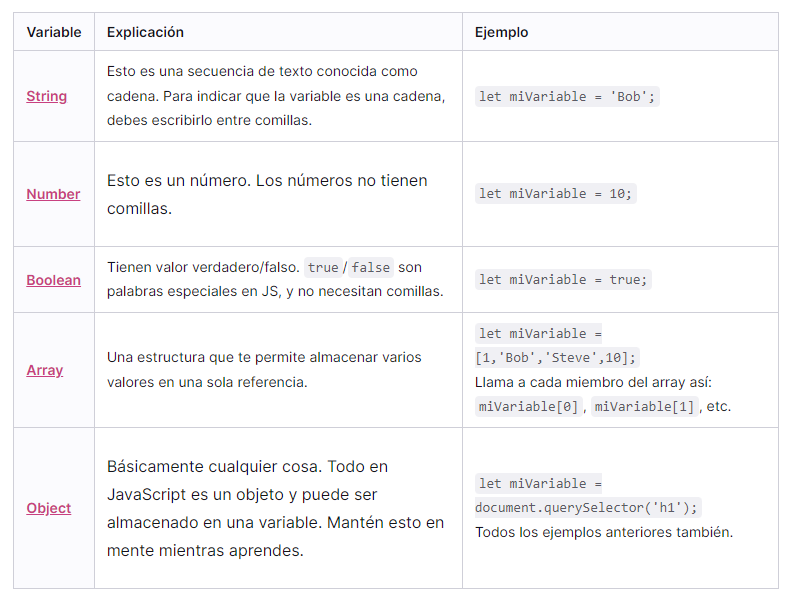 Variable Explicación Ejemplo
String
Esto es una secuencia de texto conocida como
cadena. Para indicar que la variable es una cadena,
debes escribirlo entre comillas.
let miVariable = 'Bob';
Number
Esto es un número. Los números no tienen
comillas.
let miVariable = 10;
Boolean
Tienen valor verdadero/falso. true/false son
palabras especiales en JS, y no necesitan comillas.
let miVariable = true;
Array
Una estructura que te permite almacenar varios
valores en una sola referencia.
let miVariable =
[1,'Bob','Steve',10];
Llama a cada miembro del array así:
miVariable[0], miVariable[1], etc.
Object
Básicamente cualquier cosa. Todo en
JavaScript es un objeto y puede ser
almacenado en una variable. Mantén esto en
mente mientras aprendes.
let miVariable =
document.querySelector('h1');
Todos los ejemplos anteriores también.